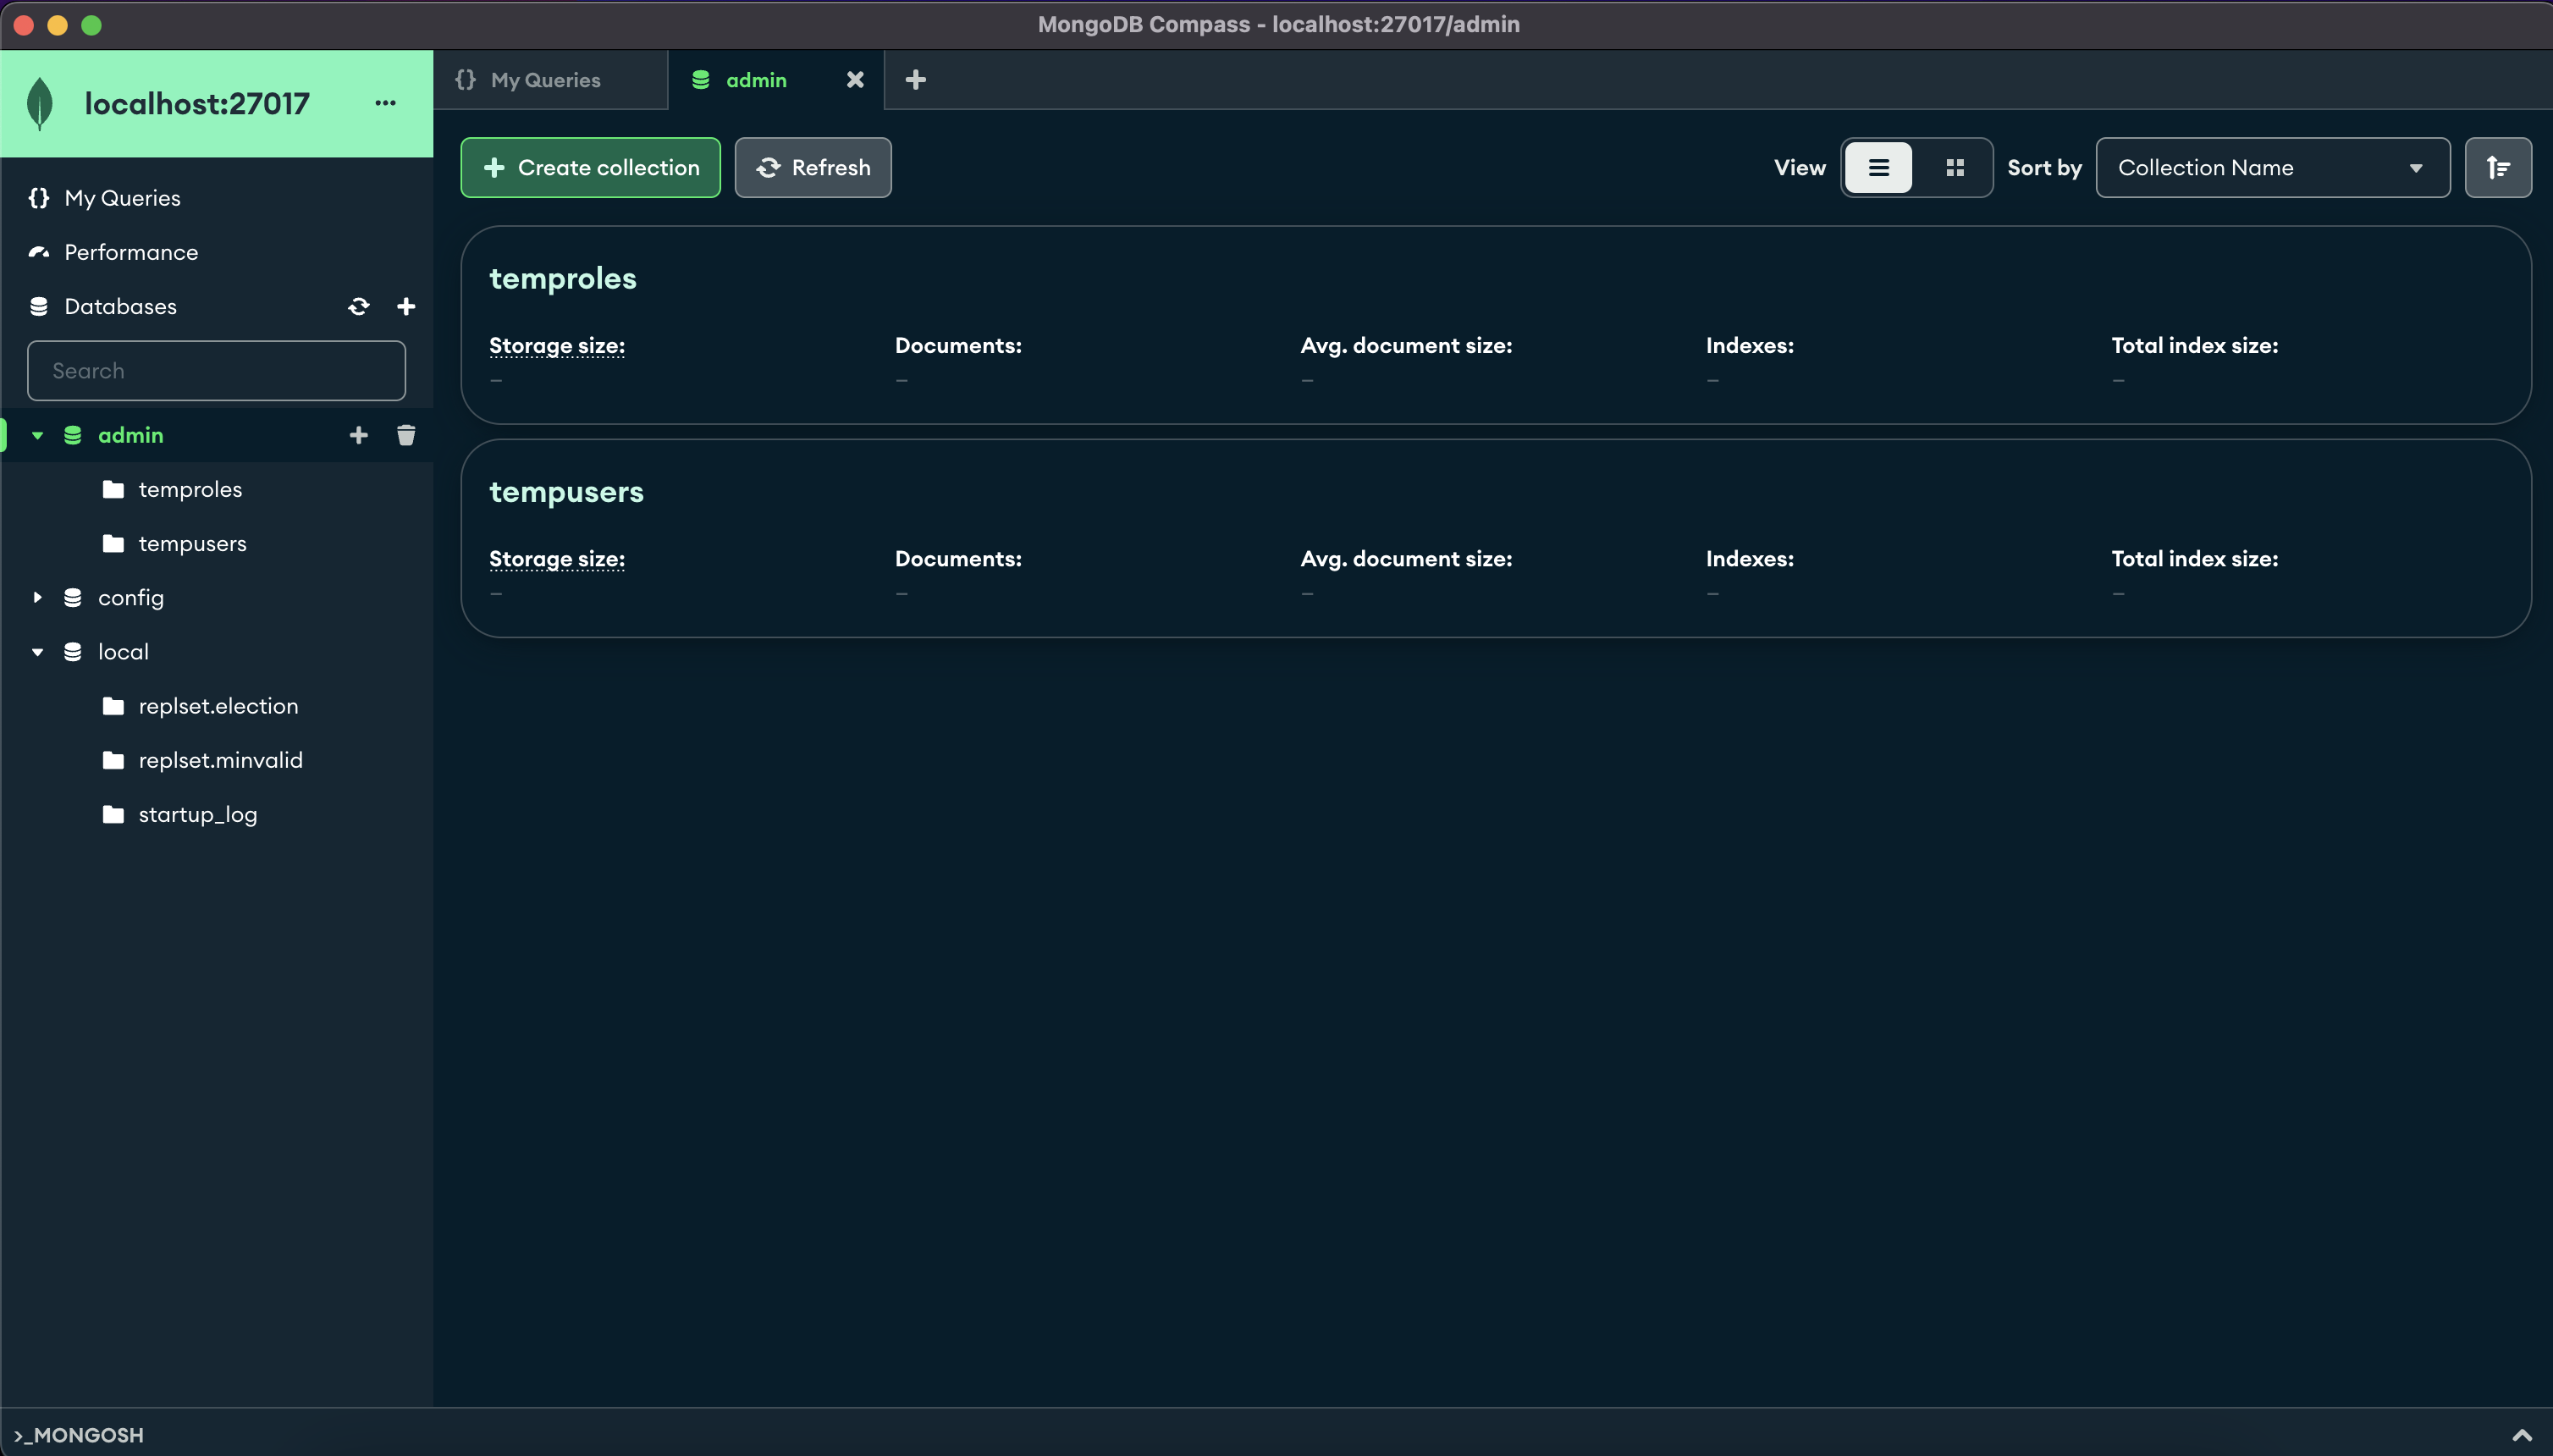 MongoDB Compass - localhost:27017/admin
localhost:27017
My Queries
Performance
Databases
Search
admin
temproles
tempusers
config
local
replset.election
replset.minvalid
startup_log
{} My Queries
admin
Create collection
Refresh
View
Sort by
Collection Name
temproles
Storage size: Documents: Avg. document size: Indexes: Total index size:
– – – – –
tempusers
Storage size: Documents: Avg. document size: Indexes: Total index size:
– – – – –
>_MONGOSH